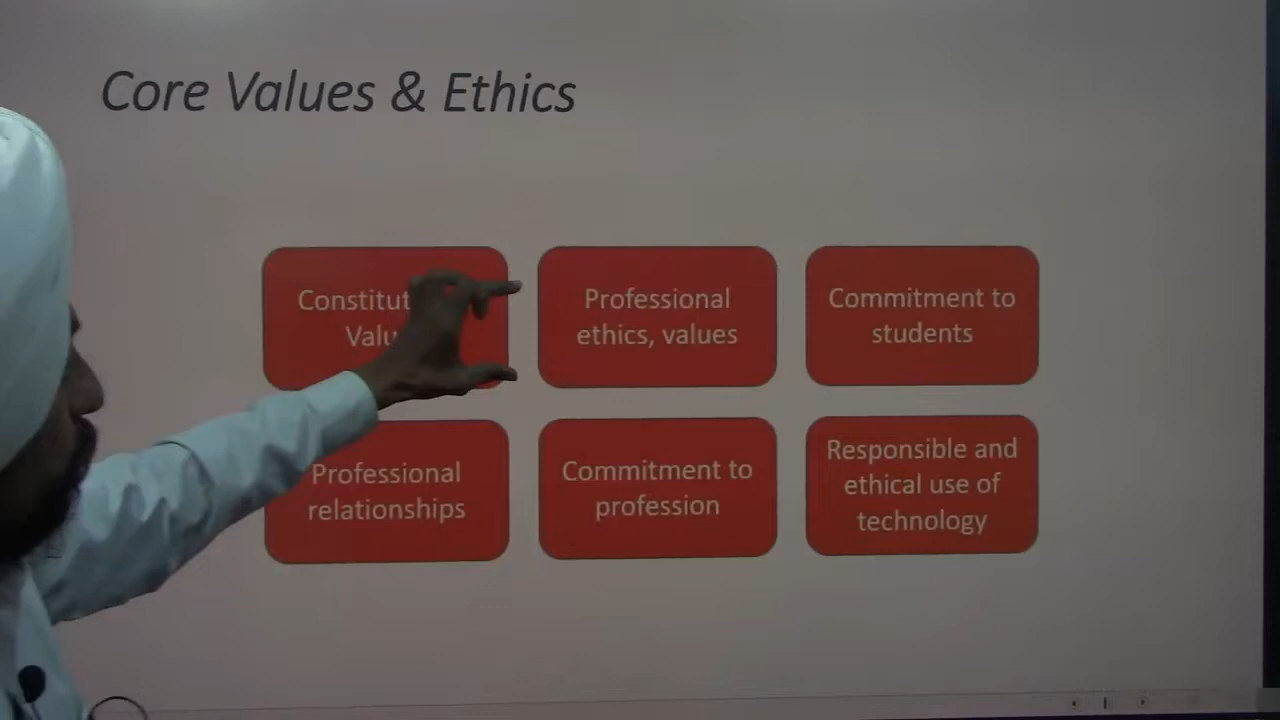 Core Values & Ethics
Professional
ethics, values
Commitment to
students
Professional
relationships
Commitment to
profession
Responsible and
ethical use of
technology